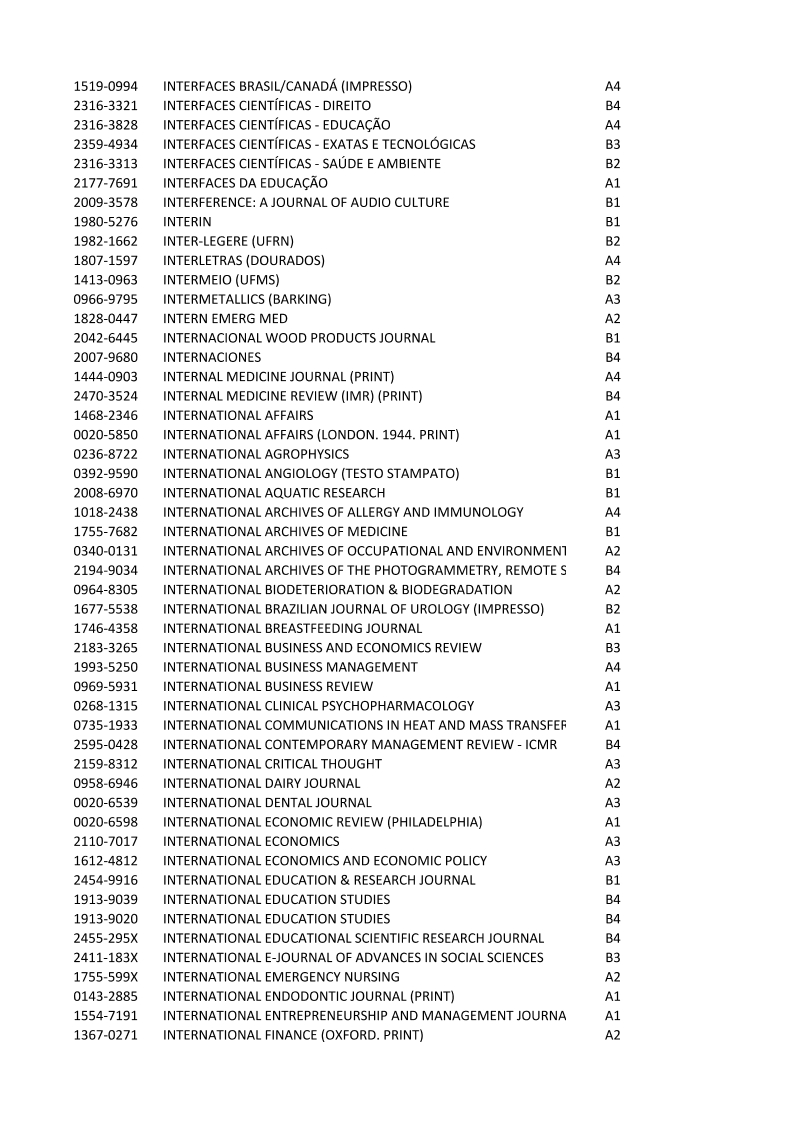 1519-0994 INTERFACES BRASIL/CANADÁ (IMPRESSO) A4
2316-3321 INTERFACES CIENTÍFICAS - DIREITO B4
2316-3828 INTERFACES CIENTÍFICAS - EDUCAÇÃO A4
2359-4934 INTERFACES CIENTÍFICAS - EXATAS E TECNOLÓGICAS B3
2316-3313 INTERFACES CIENTÍFICAS - SAÚDE E AMBIENTE B2
2177-7691 INTERFACES DA EDUCAÇÃO A1
2009-3578 INTERFERENCE: A JOURNAL OF AUDIO CULTURE B1
1980-5276 INTERIN B1
1982-1662 INTER-LEGERE (UFRN) B2
1807-1597 INTERLETRAS (DOURADOS) A4
1413-0963 INTERMEIO (UFMS) B2
0966-9795 INTERMETALLICS (BARKING) A3
1828-0447 INTERN EMERG MED A2
2042-6445 INTERNACIONAL WOOD PRODUCTS JOURNAL B1
2007-9680 INTERNACIONES B4
1444-0903 INTERNAL MEDICINE JOURNAL (PRINT) A4
2470-3524 INTERNAL MEDICINE REVIEW (IMR) (PRINT) B4
1468-2346 INTERNATIONAL AFFAIRS A1
0020-5850 INTERNATIONAL AFFAIRS (LONDON. 1944. PRINT) A1
0236-8722 INTERNATIONAL AGROPHYSICS A3
0392-9590 INTERNATIONAL ANGIOLOGY (TESTO STAMPATO) B1
2008-6970 INTERNATIONAL AQUATIC RESEARCH B1
1018-2438 INTERNATIONAL ARCHIVES OF ALLERGY AND IMMUNOLOGY A4
1755-7682 INTERNATIONAL ARCHIVES OF MEDICINE B1
0340-0131 INTERNATIONAL ARCHIVES OF OCCUPATIONAL AND ENVIRONMENT A2
2194-9034 INTERNATIONAL ARCHIVES OF THE PHOTOGRAMMETRY, REMOTE S B4
0964-8305 INTERNATIONAL BIODETERIORATION & BIODEGRADATION A2
1677-5538 INTERNATIONAL BRAZILIAN JOURNAL OF UROLOGY (IMPRESSO) B2
1746-4358 INTERNATIONAL BREASTFEEDING JOURNAL A1
2183-3265 INTERNATIONAL BUSINESS AND ECONOMICS REVIEW B3
1993-5250 INTERNATIONAL BUSINESS MANAGEMENT A4
0969-5931 INTERNATIONAL BUSINESS REVIEW A1
0268-1315 INTERNATIONAL CLINICAL PSYCHOPHARMACOLOGY A3
0735-1933 INTERNATIONAL COMMUNICATIONS IN HEAT AND MASS TRANSFER A1
2595-0428 INTERNATIONAL CONTEMPORARY MANAGEMENT REVIEW - ICMR B4
2159-8312 INTERNATIONAL CRITICAL THOUGHT A3
0958-6946 INTERNATIONAL DAIRY JOURNAL A2
0020-6539 INTERNATIONAL DENTAL JOURNAL A3
0020-6598 INTERNATIONAL ECONOMIC REVIEW (PHILADELPHIA) A1
2110-7017 INTERNATIONAL ECONOMICS A3
1612-4812 INTERNATIONAL ECONOMICS AND ECONOMIC POLICY A3
2454-9916 INTERNATIONAL EDUCATION & RESEARCH JOURNAL B1
1913-9039 INTERNATIONAL EDUCATION STUDIES B4
1913-9020 INTERNATIONAL EDUCATION STUDIES B4
2455-295X INTERNATIONAL EDUCATIONAL SCIENTIFIC RESEARCH JOURNAL B4
2411-183X INTERNATIONAL E-JOURNAL OF ADVANCES IN SOCIAL SCIENCES B3
1755-599X INTERNATIONAL EMERGENCY NURSING A2
0143-2885 INTERNATIONAL ENDODONTIC JOURNAL (PRINT) A1
1554-7191 INTERNATIONAL ENTREPRENEURSHIP AND MANAGEMENT JOURNA A1
1367-0271 INTERNATIONAL FINANCE (OXFORD. PRINT) A2